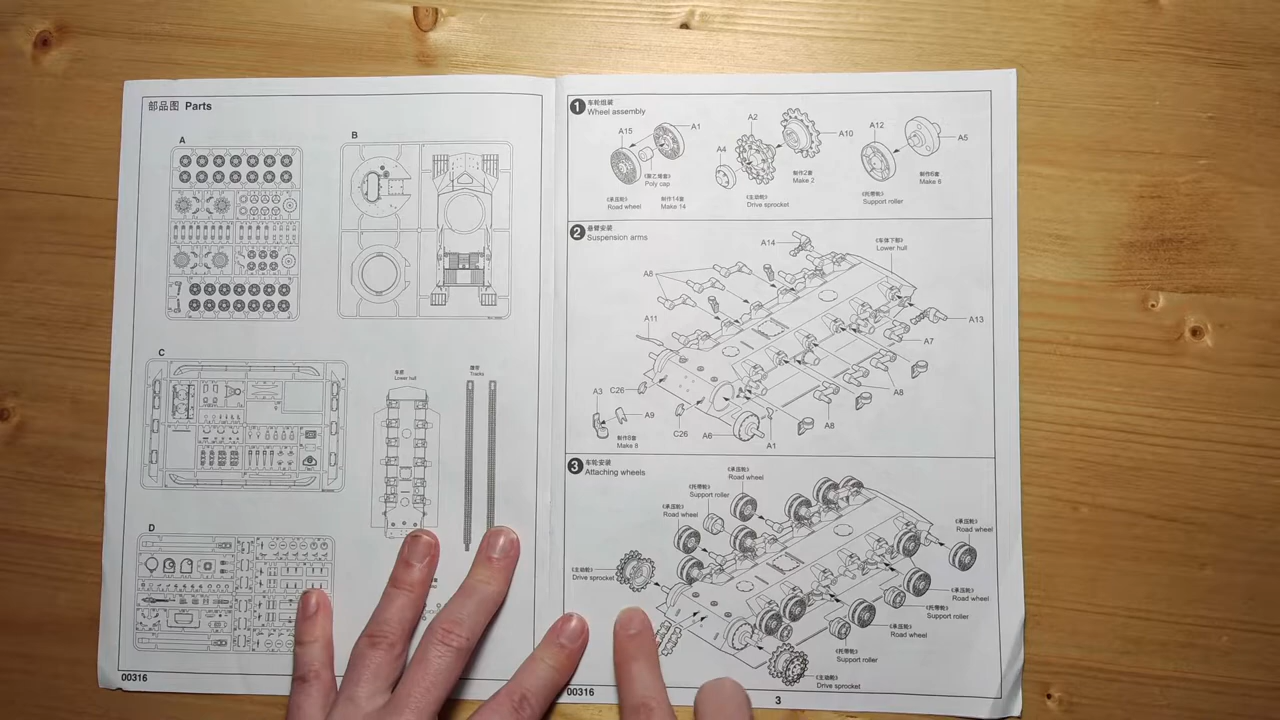 部品图 Parts
A
B
C
车底
Lower hull
履带
Tracks
D
00316
1 车轮组装
Wheel assembly
A15
A1
《聚乙烯套》
Poly cap
《承压轮》
Road wheel
制作14套
Make 14
A2
A10
A4
制作2套
Make 2
《主动轮》
Drive sprocket
A12
A5
制作6套
Make 6
《托带轮》
Support roller
2 悬臂安装
Suspension arms
A14
《车体下部》
Lower hull
A8
A13
A11
A7
A3
C26
A8
A9
制作8套
Make 8
C26
A6
A1
A8
3 车轮安装
Attaching wheels
《承压轮》
Road wheel
《托带轮》
Support roller
《承压轮》
Road wheel
《承压轮》
Road wheel
《主动轮》
Drive sprocket
《承压轮》
Road wheel
《托带轮》
Support roller
《承压轮》
Road wheel
《托带轮》
Support roller
《主动轮》
Drive sprocket
00316
3